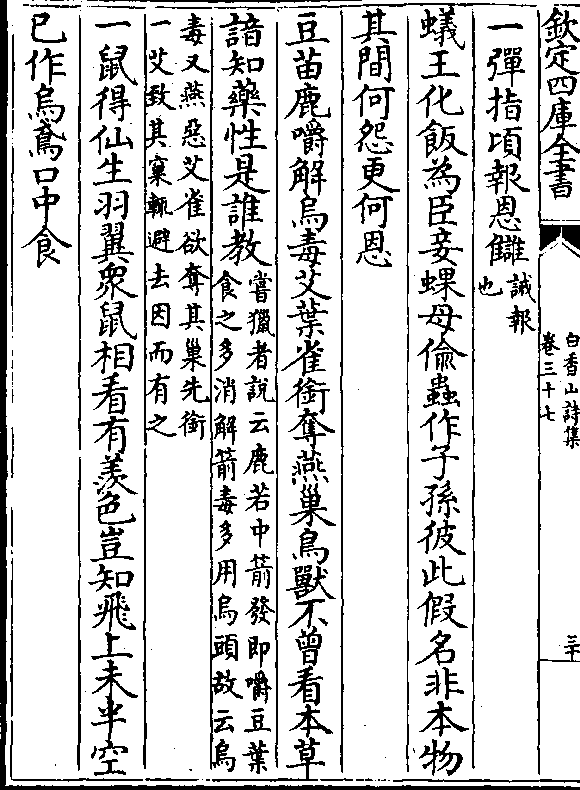 欽定四庫全書
白香山詩集
卷三十七
三十
一彈指頃報恩讎誡報
也
蟻王化飯為臣妾蜾母偷蟲作子孫彼此假名非本物
其間何怨更何恩
豆苗鹿嚼解烏毒艾葉雀銜奪燕巢鳥獸不曾看本草
諳知藥性是誰教嘗獵者說云鹿若中箭發即嚼豆葉
食之多消解箭毒多用烏頭故云烏
毒又燕惡艾雀欲奪其巢先銜
一艾致其窠輒避去因而有之
一鼠得仙生羽翼衆鼠相看有羨色豈知飛上未半空
已作烏鳶口中食